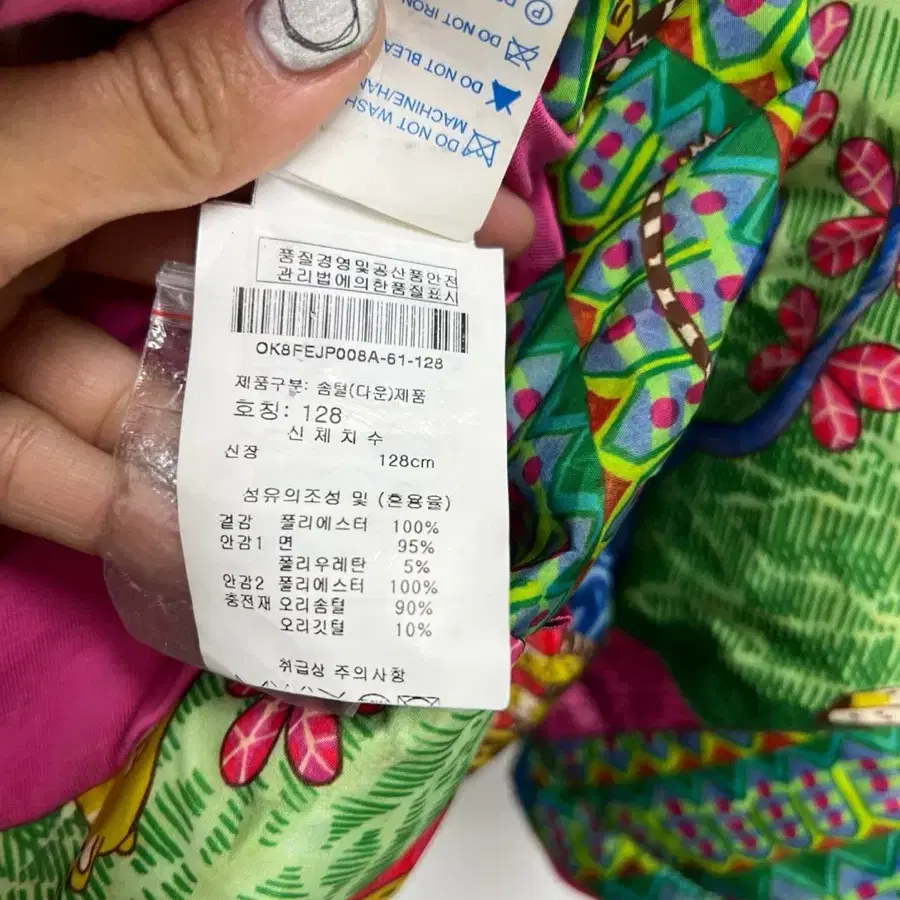 DO NOT IRON
DO NOT BLEA
MACHINE/HAN
DO NOT WASH
품질경영및공산품안전
관리법에의한품질표시
OK8FEJP008A-61-128
제품구분: 솜털(다운)제품
호칭: 128
신체치수
신장 128cm
섬유의조성 및 (혼용율)
겉감 폴리에스터 100%
안감1 면 95%
폴리우레탄 5%
안감2 폴리에스터 100%
충전재 오리솜털 90%
오리깃털 10%
취급상 주의사항